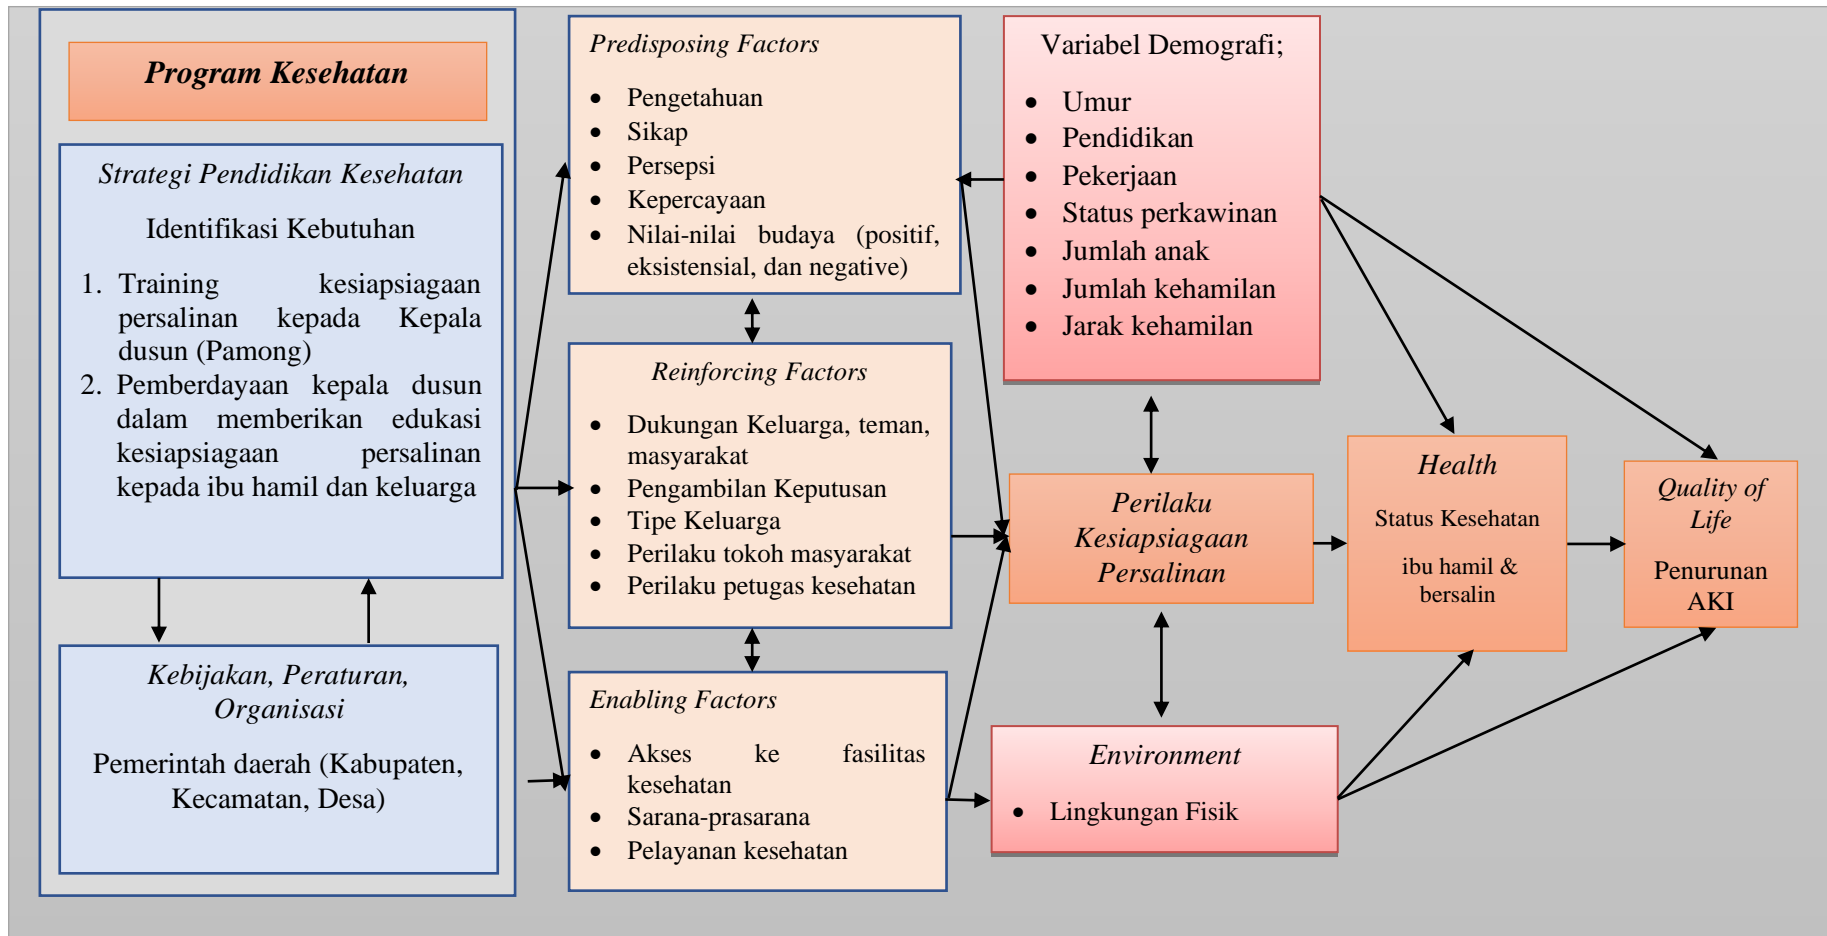 Program Kesehatan
Strategi Pendidikan Kesehatan
Identifikasi Kebutuhan
1. Training kesiapsiagaan
persalinan kepada Kepala
dusun (Pamong)
2. Pemberdayaan kepala dusun
dalam memberikan edukasi
kesiapsiagaan persalinan
kepada ibu hamil dan keluarga
Kebijakan, Peraturan,
Organisasi
Pemerintah daerah (Kabupaten,
Kecamatan, Desa)
Predisposing Factors
• Pengetahuan
• Sikap
• Persepsi
• Kepercayaan
• Nilai-nilai budaya (positif,
eksistensial, dan negative)
Reinforcing Factors
• Dukungan Keluarga, teman,
masyarakat
• Pengambilan Keputusan
• Tipe Keluarga
• Perilaku tokoh masyarakat
• Perilaku petugas kesehatan
Enabling Factors
• Akses ke fasilitas
kesehatan
• Sarana-prasarana
• Pelayanan kesehatan
Variabel Demografi;
• Umur
• Pendidikan
• Pekerjaan
• Status perkawinan
• Jumlah anak
• Jumlah kehamilan
• Jarak kehamilan
Perilaku
Kesiapsiagaan
Persalinan
Environment
• Lingkungan Fisik
Health
Status Kesehatan
ibu hamil &
bersalin
Quality of
Life
Penurunan
AKI